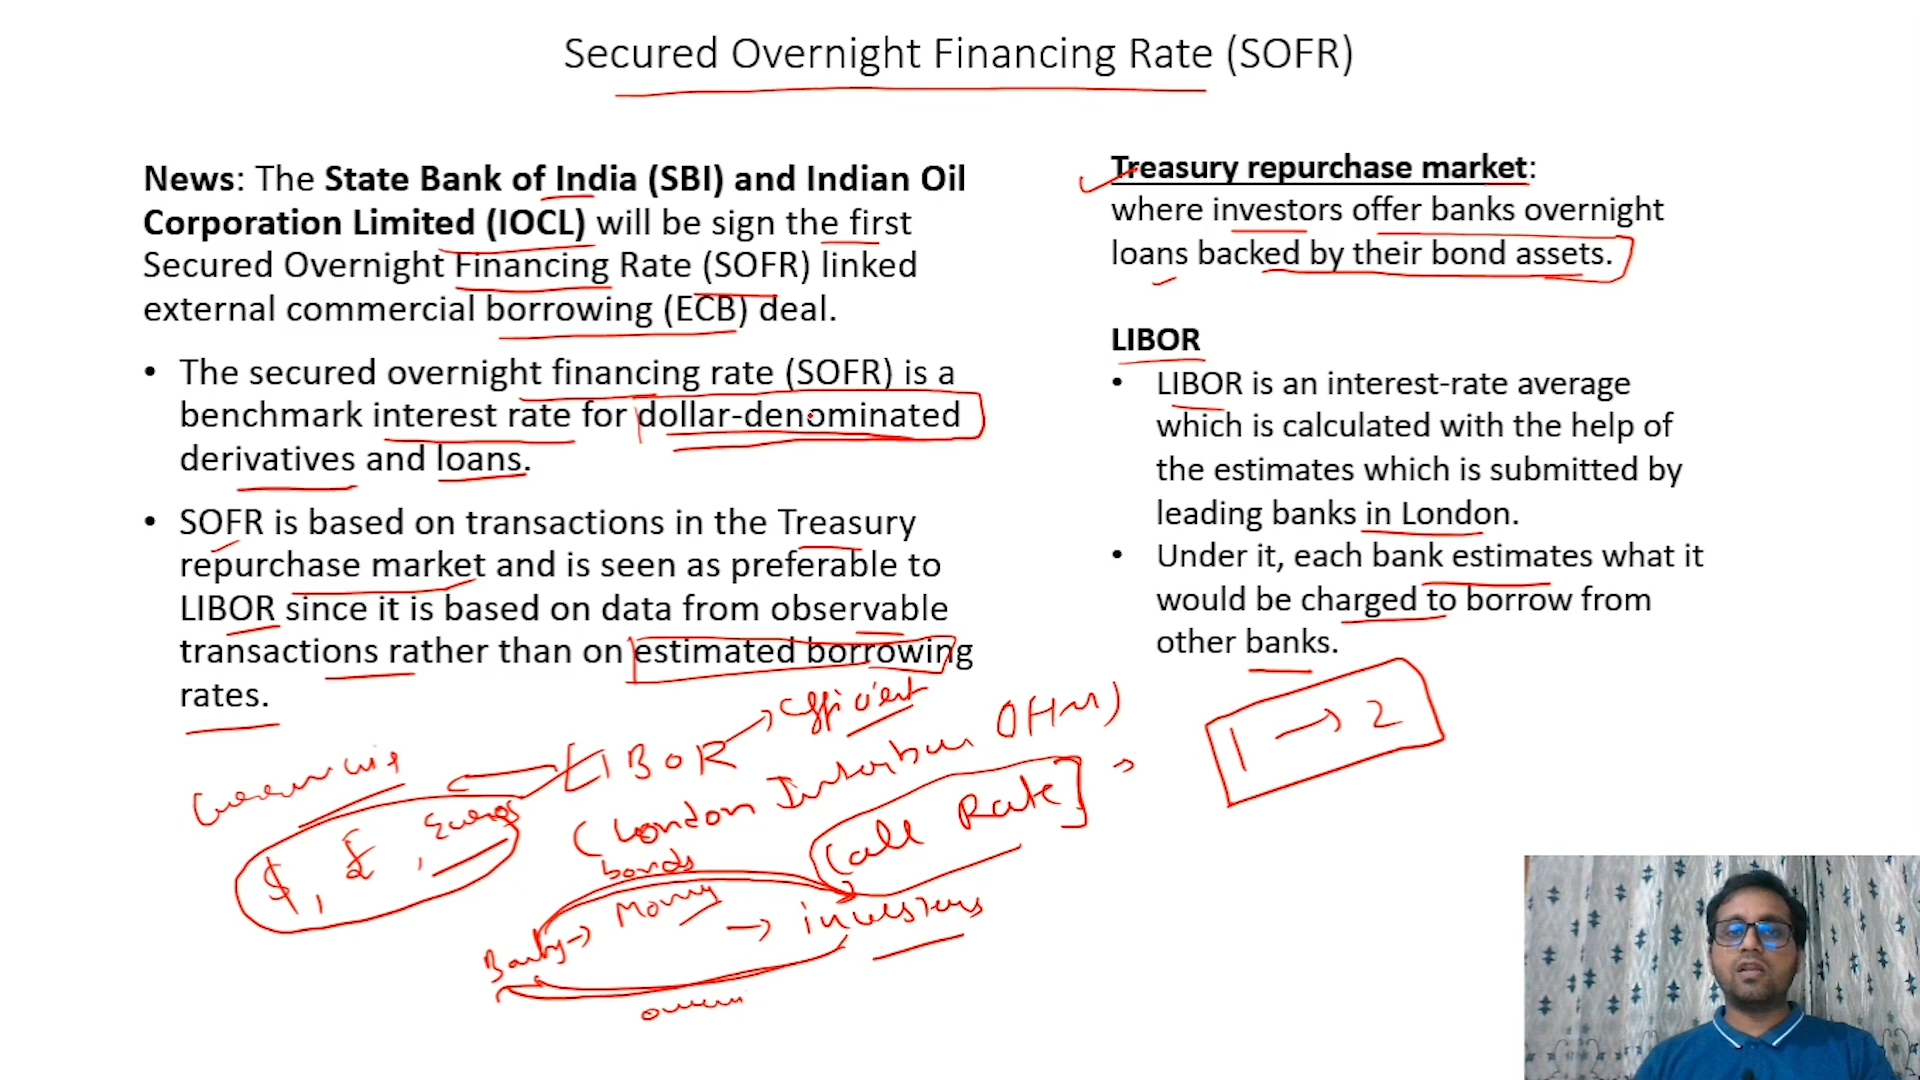 Secured Overnight Financing Rate (SOFR)
News: The State Bank of India (SBI) and Indian Oil
Corporation Limited (IOCL) will be sign the first
Secured Overnight Financing Rate (SOFR) linked
external commercial borrowing (ECB) deal.
• The secured overnight financing rate (SOFR) is a
benchmark interest rate for dollar-denominated
derivatives and loans.
• SOFR is based on transactions in the Treasury
repurchase market and is seen as preferable to
LIBOR since it is based on data from observable
transactions rather than on estimated borrowing
rates.
Treasury repurchase market:
where investors offer banks overnight
loans backed by their bond assets.
LIBOR
• LIBOR is an interest-rate average
which is calculated with the help of
the estimates which is submitted by
leading banks in London.
• Under it, each bank estimates what it
would be charged to borrow from
other banks.
LIBOR → Efficient
(London Interbank
Call Rate]
1 → 2
$, £,
bonds
Money
→ investors